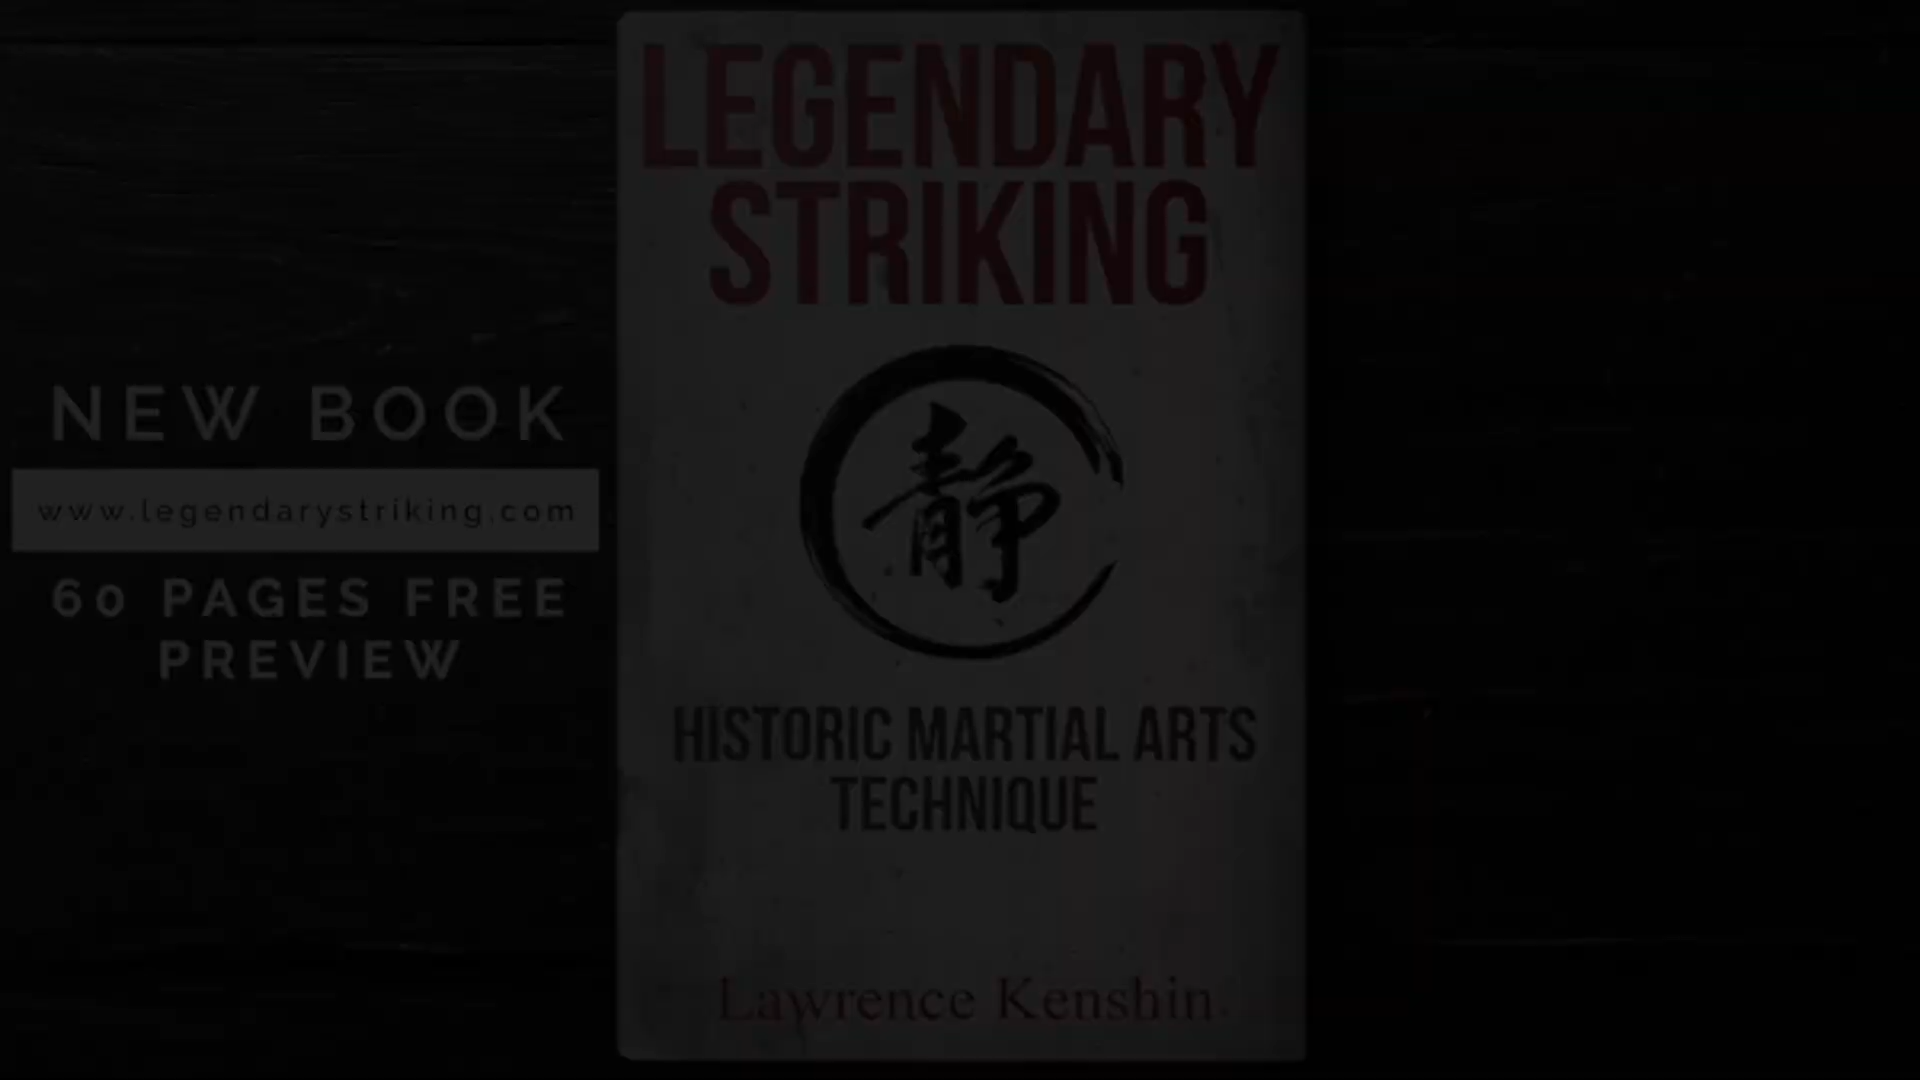 NEW BOOK
www.legendarystriking.com
60 PAGES FREE
PREVIEW
LEGENDARY
STRIKING
静
HISTORIC MARTIAL ARTS
TECHNIQUE
Lawrence Kenshin